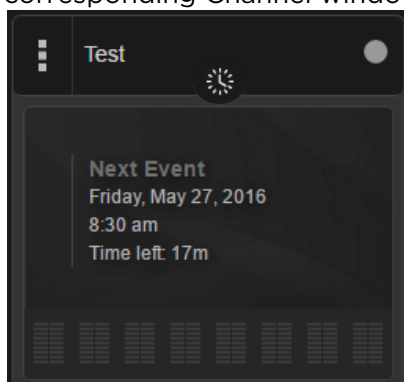 corresponding Channel windo
Test
Next Event
Friday, May 27, 2016
8:30 am
Time left: 17m